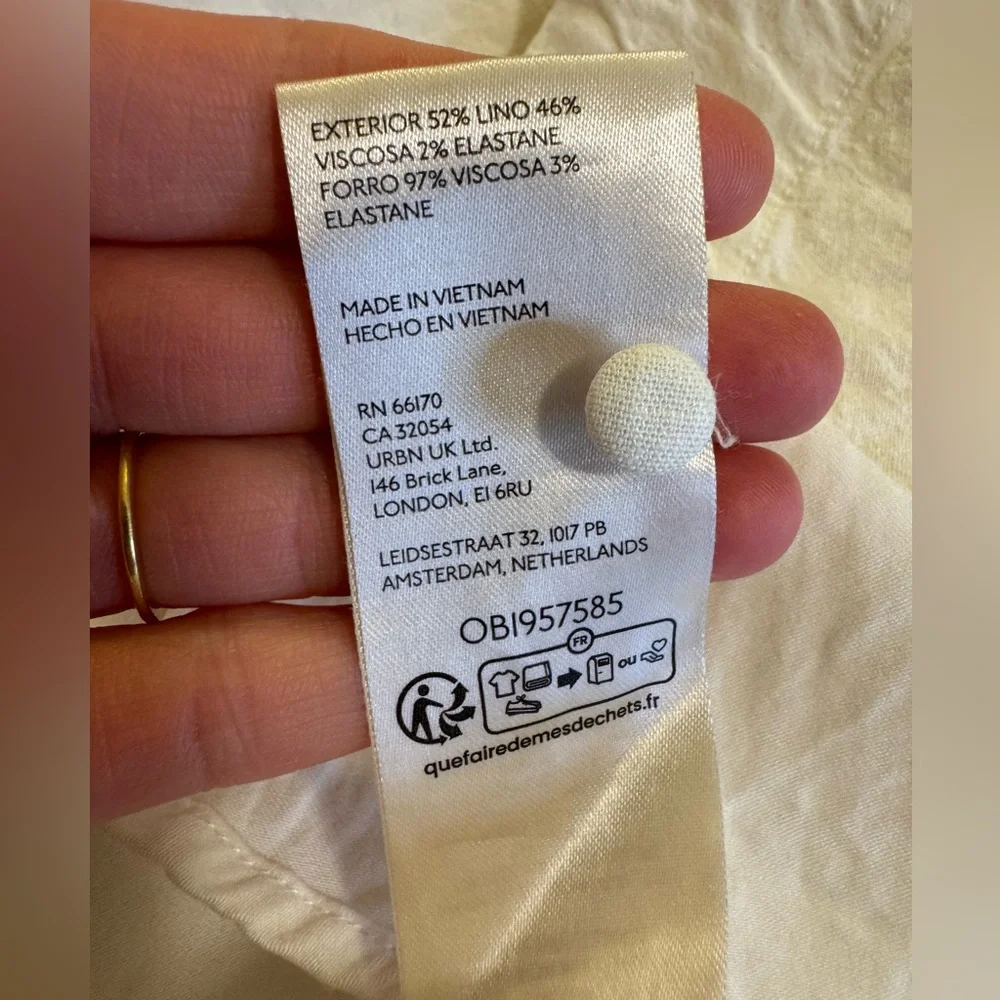 EXTERIOR 52% LINO 46%
VISCOSA 2% ELASTANE
FORRO 97% VISCOSA 3%
ELASTANE
MADE IN VIETNAM
HECHO EN VIETNAM
RN 66170
CA 32054
URBN UK Ltd.
146 Brick Lane,
LONDON, E1 6RU
LEIDSESTRAAT 32, 1017 PB
AMSTERDAM, NETHERLANDS
OB1957585
FR
ou
quefairedemesdechets.fr